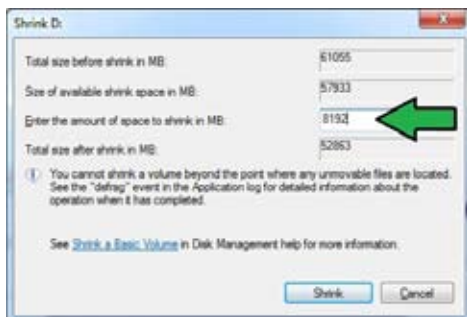 Shrink D:
Total size before shrink in MB: 61055
Size of available shrink space in MB: 57933
Enter the amount of space to shrink in MB: 8192
Total size after shrink in MB: 52863
You cannot shrink a volume beyond the point where any unmovable files are located.
See the "defrag" event in the Application log for detailed information about the
operation when it has completed.
See Shrink a Basic Volume in Disk Management help for more information.
Shrink Cancel